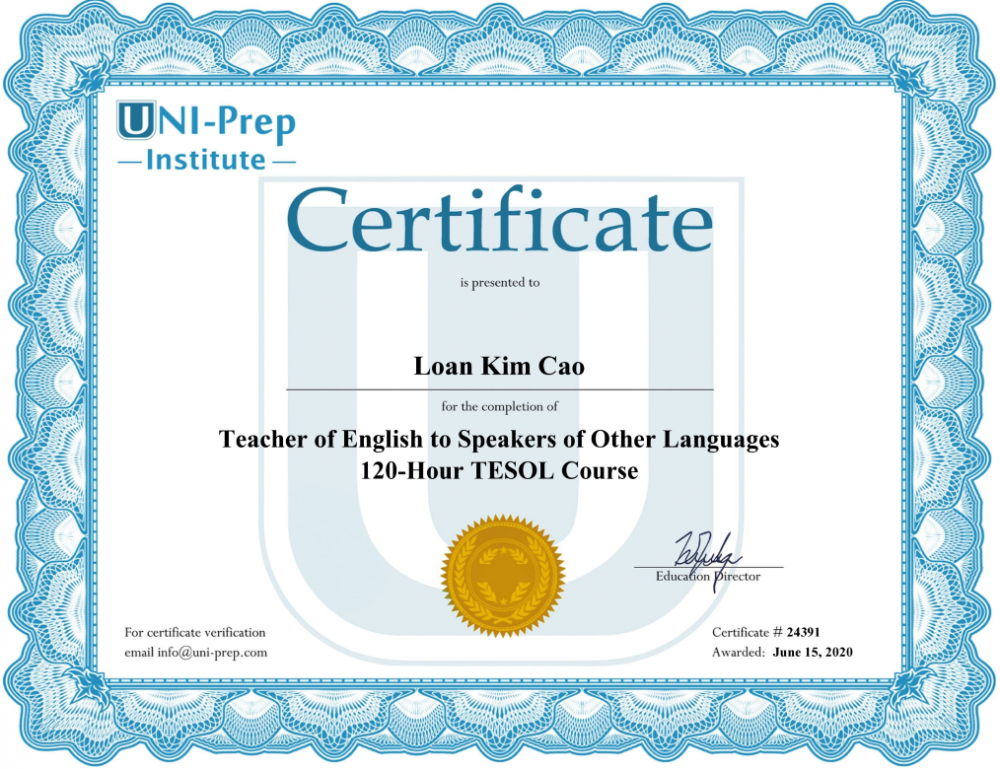 UNI-Prep
Institute
Certificate
is presented to
Loan Kim Cao
for the completion of
Teacher of English to Speakers of Other Languages
120-Hour TESOL Course
Education Director
For certificate verification
email info@uni-prep.com
Certificate # 24391
Awarded: June 15, 2020